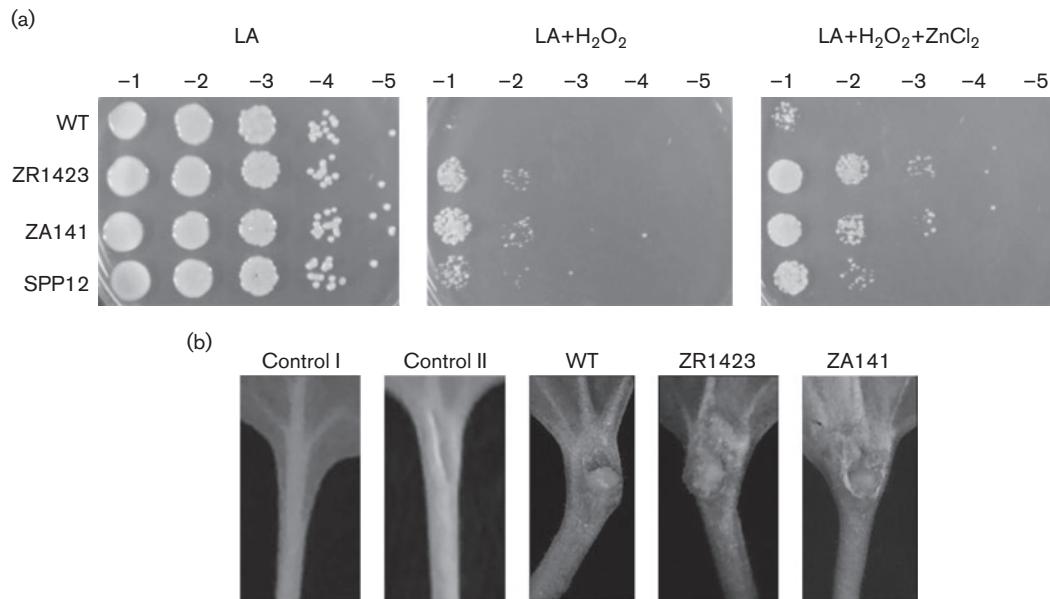 (a)
LA LA+H₂O₂ LA+H₂O₂+ZnCl₂
−1 −2 −3 −4 −5 −1 −2 −3 −4 −5 −1 −2 −3 −4 −5
WT
ZR1423
ZA141
SPP12
(b)
Control I Control II WT ZR1423 ZA141